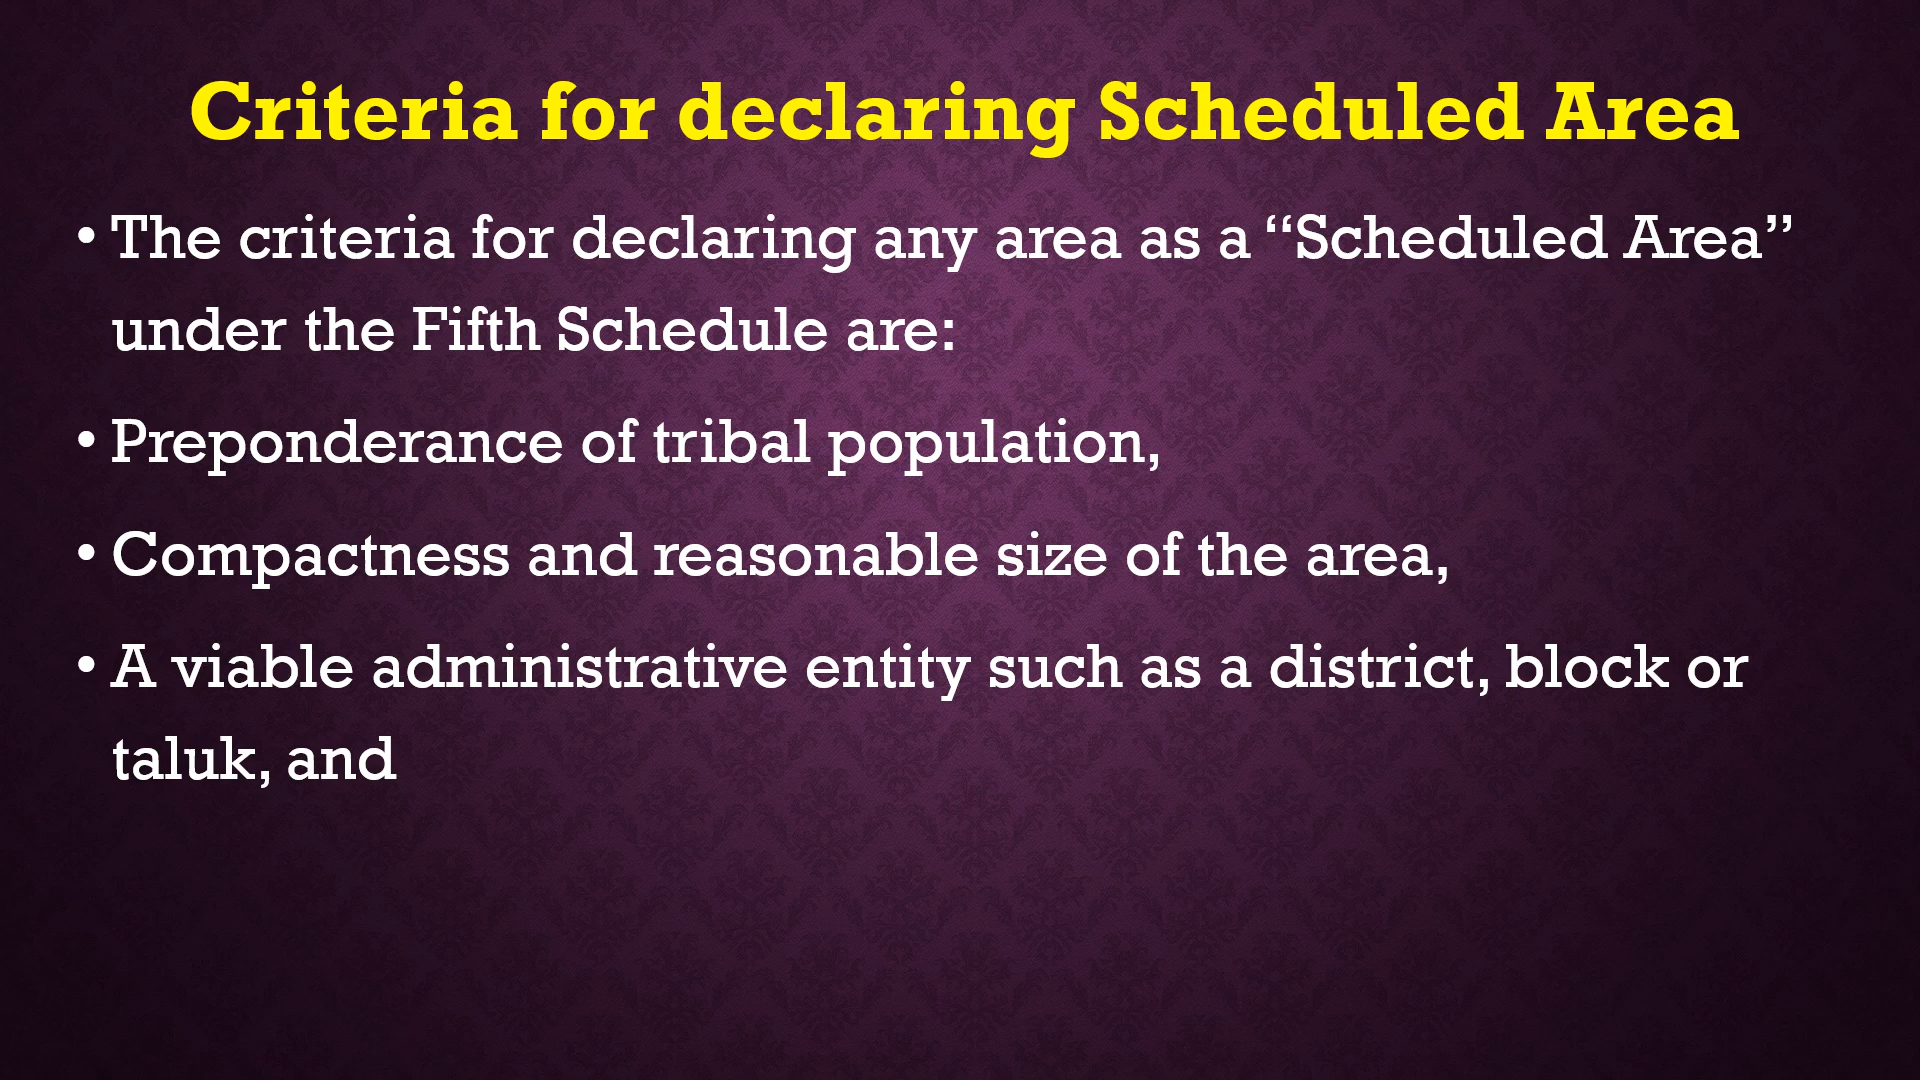 Criteria for declaring Scheduled Area
• The criteria for declaring any area as a “Scheduled Area”
under the Fifth Schedule are:
• Preponderance of tribal population,
• Compactness and reasonable size of the area,
• A viable administrative entity such as a district, block or
taluk, and